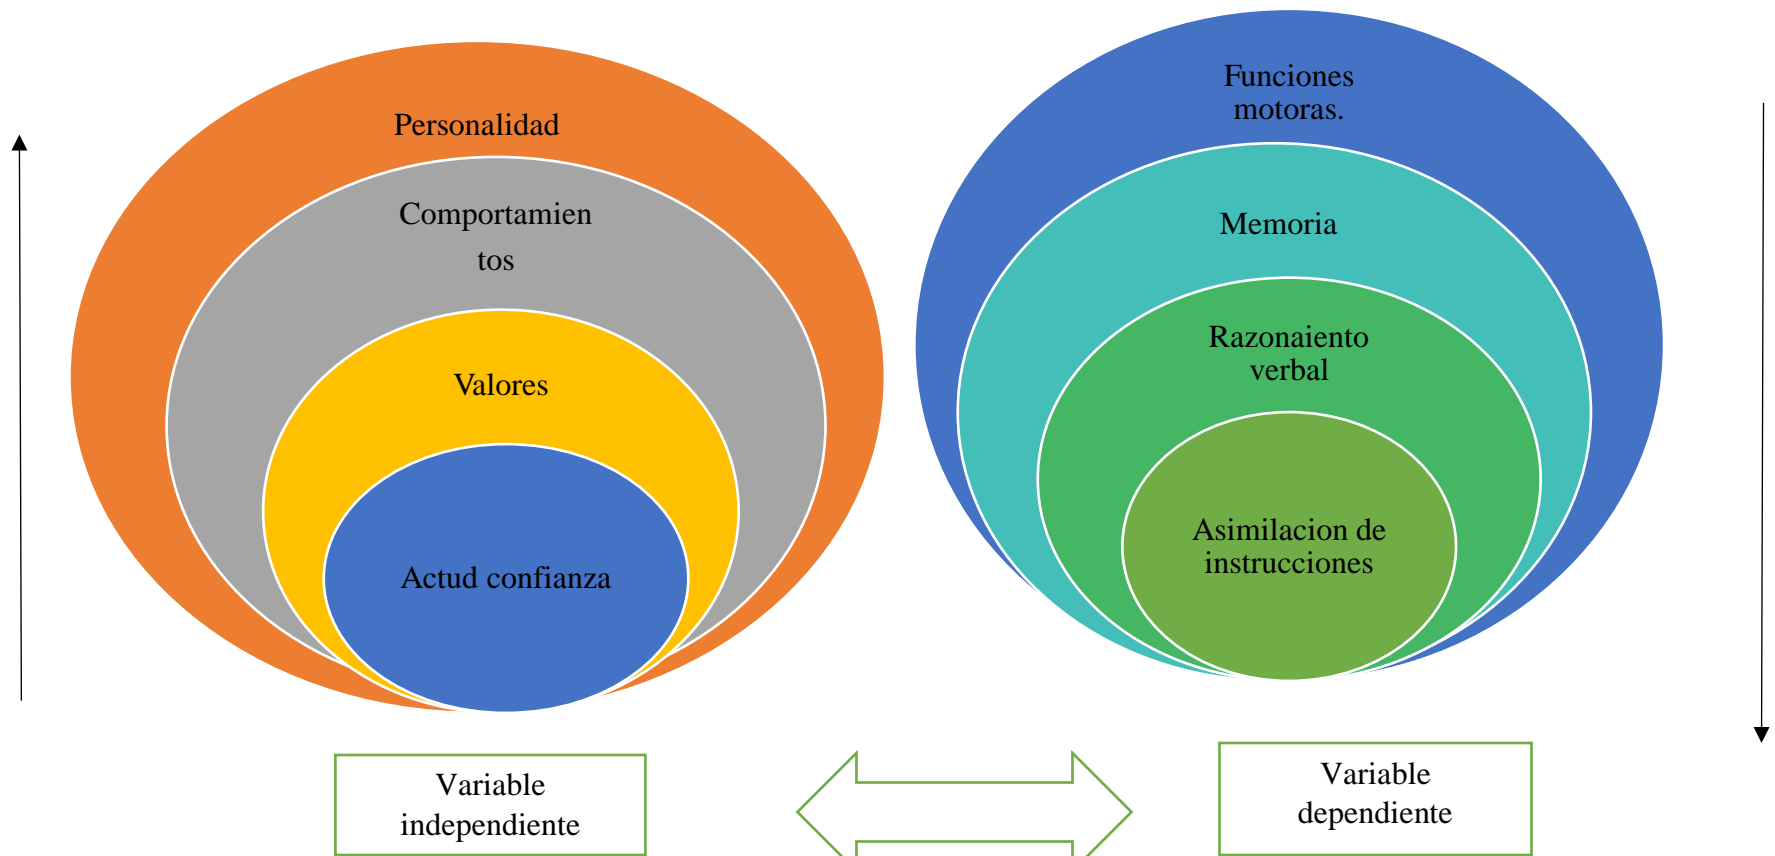 Personalidad
Comportamien
tos
Valores
Actud confianza
Variable
independiente
Funciones
motoras.
Memoria
Razonaiento
verbal
Asimilacion de
instrucciones
Variable
dependiente